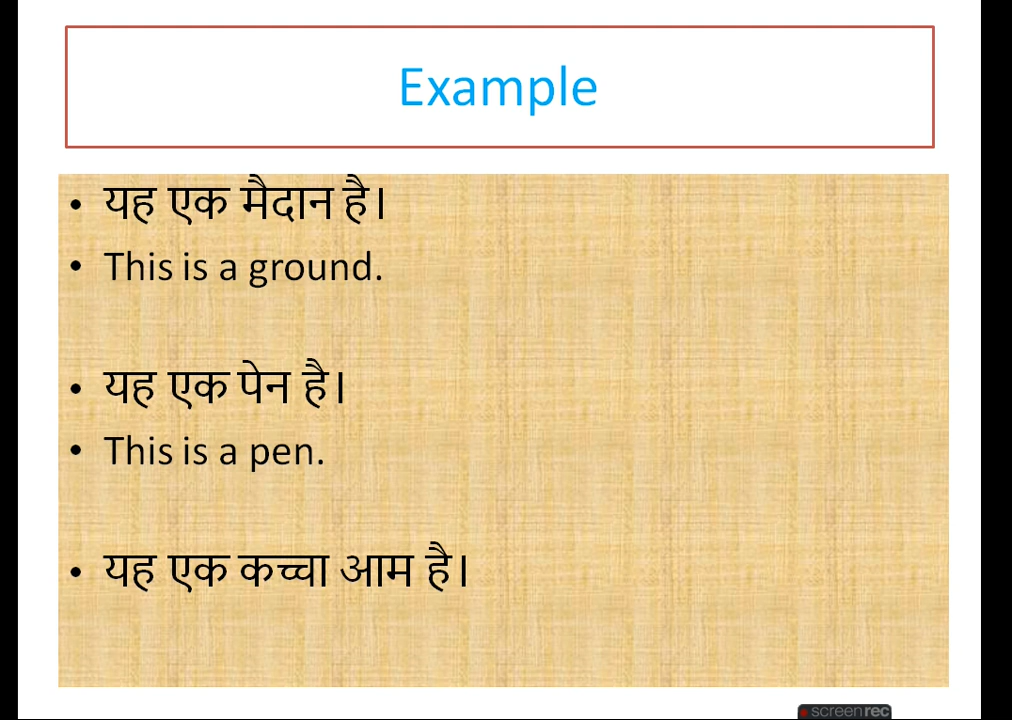 Example
• यह एक मैदान है।
• This is a ground.
• यह एक पेन है।
• This is a pen.
• यह एक कच्चा आम है।
screenrec